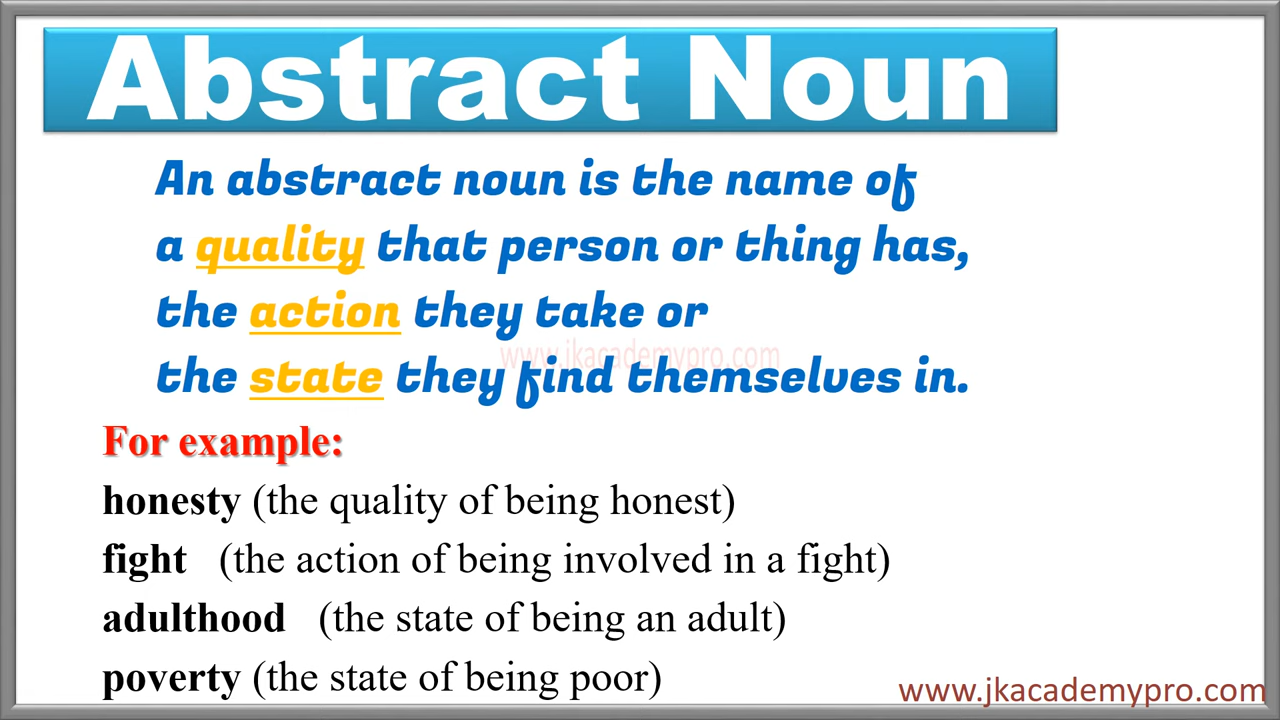 Abstract Noun
An abstract noun is the name of
a quality that person or thing has,
the action they take or
www.jkacademypro.com
the state they find themselves in.
For example:
honesty (the quality of being honest)
fight (the action of being involved in a fight)
adulthood (the state of being an adult)
poverty (the state of being poor)
www.jkacademypro.com